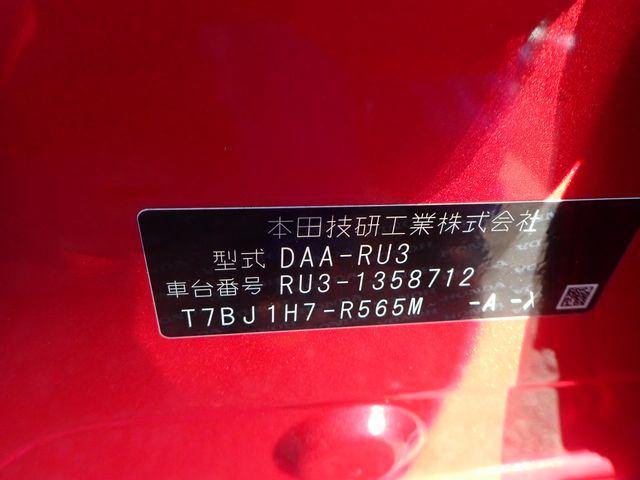 本田技研工業株式会社
型式 DAA-RU3
車台番号 RU3-1358712
T7BJ1H7-R565M -A -X